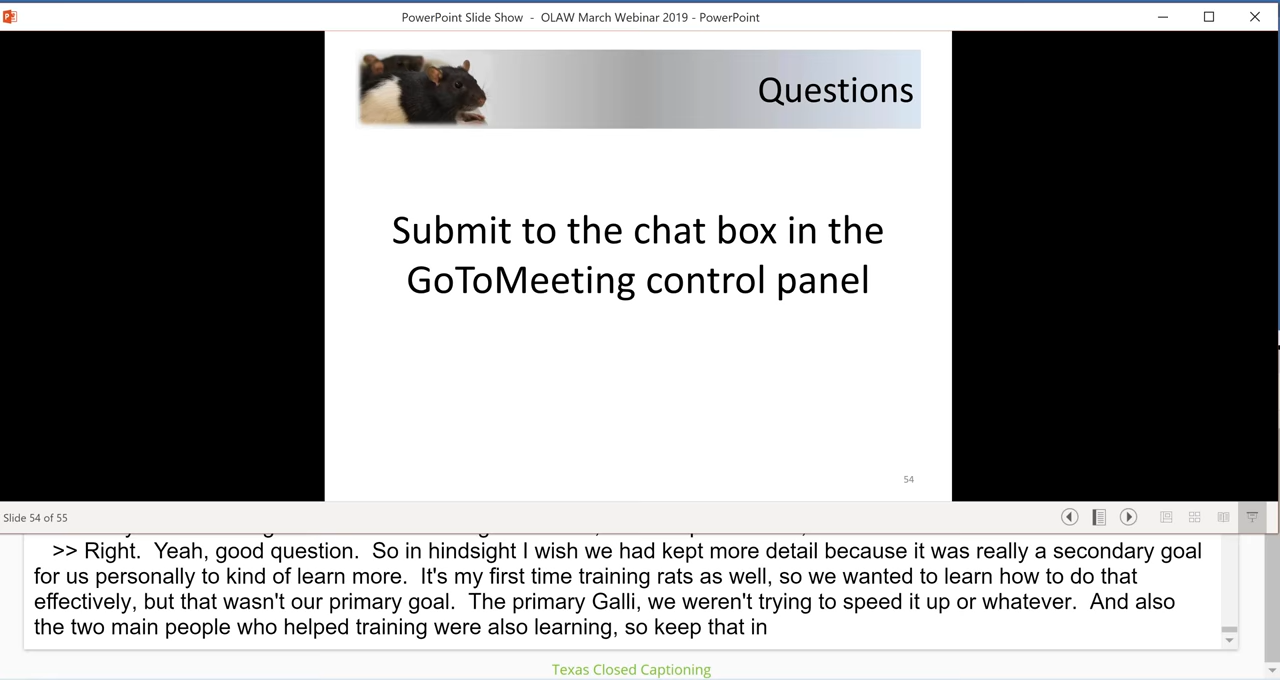 PowerPoint Slide Show - OLAW March Webinar 2019 - PowerPoint
Questions
Submit to the chat box in the
GoToMeeting control panel
54
Slide 54 of 55
>> Right.  Yeah, good question.  So in hindsight I wish we had kept more detail because it was really a secondary goal
for us personally to kind of learn more.  It's my first time training rats as well, so we wanted to learn how to do that
effectively, but that wasn't our primary goal.  The primary Galli, we weren't trying to speed it up or whatever.  And also
the two main people who helped training were also learning, so keep that in
Texas Closed Captioning